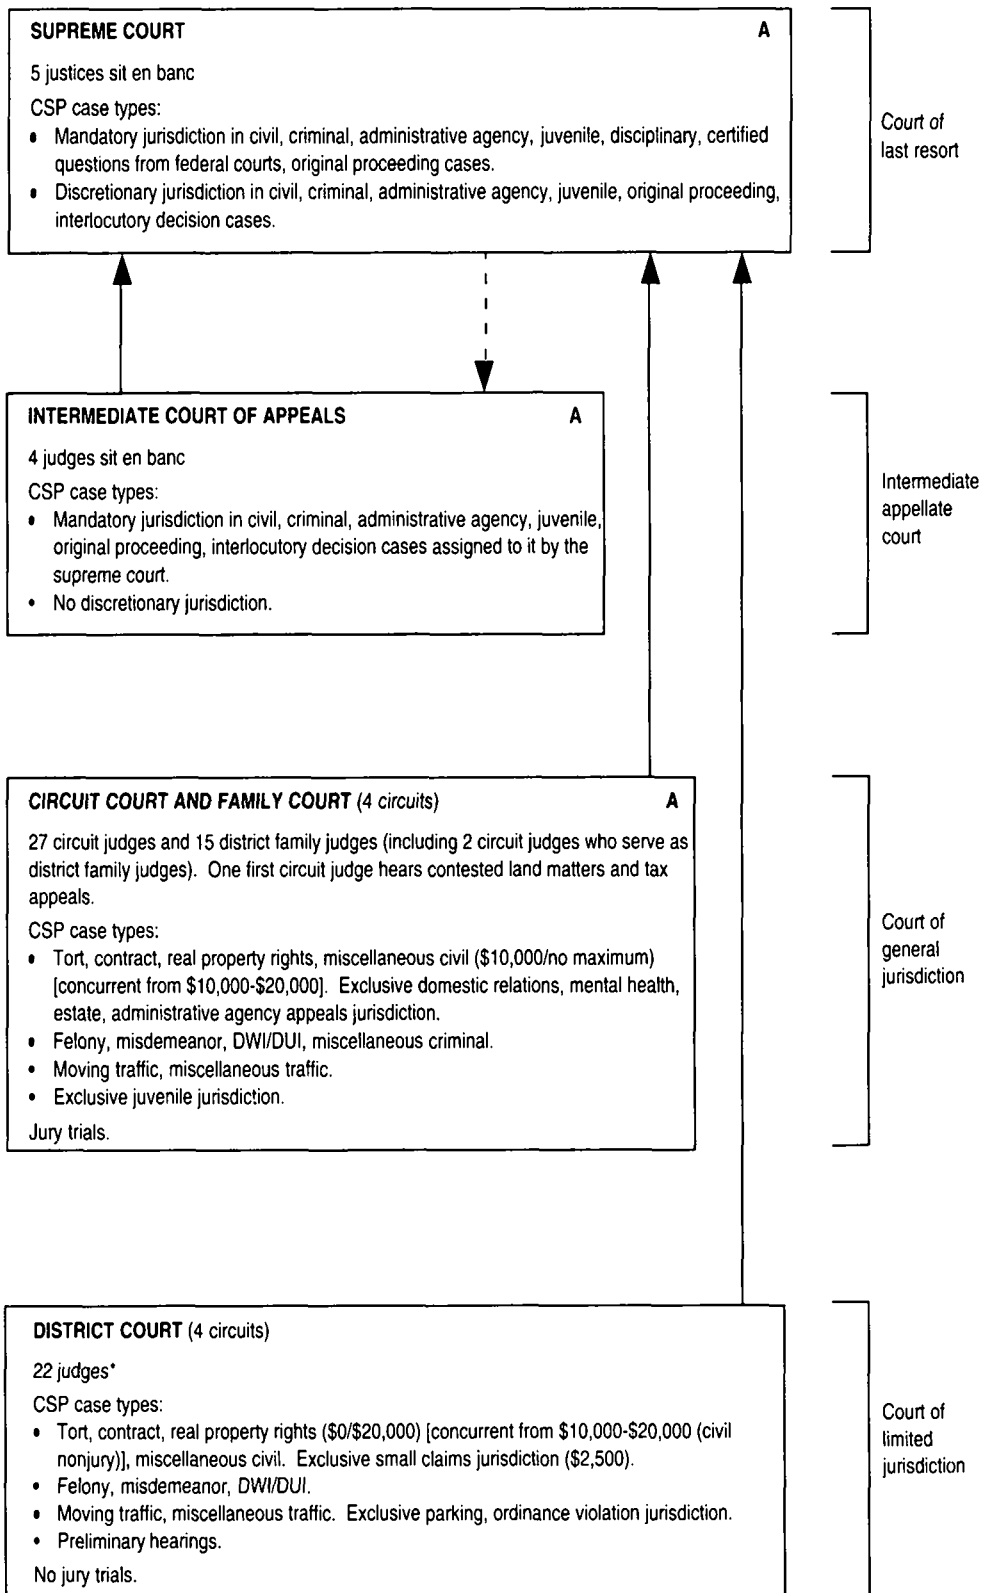 SUPREME COURT A
5 justices sit en banc
CSP case types:
• Mandatory jurisdiction in civil, criminal, administrative agency, juvenile, disciplinary, certified
questions from federal courts, original proceeding cases.
• Discretionary jurisdiction in civil, criminal, administrative agency, juvenile, original proceeding,
interlocutory decision cases.
Court of
last resort
INTERMEDIATE COURT OF APPEALS A
4 judges sit en banc
CSP case types:
• Mandatory jurisdiction in civil, criminal, administrative agency, juvenile,
original proceeding, interlocutory decision cases assigned to it by the
supreme court.
• No discretionary jurisdiction.
Intermediate
appellate
court
CIRCUIT COURT AND FAMILY COURT (4 circuits) A
27 circuit judges and 15 district family judges (including 2 circuit judges who serve as
district family judges). One first circuit judge hears contested land matters and tax
appeals.
CSP case types:
• Tort, contract, real property rights, miscellaneous civil ($10,000/no maximum)
[concurrent from $10,000-$20,000]. Exclusive domestic relations, mental health,
estate, administrative agency appeals jurisdiction.
• Felony, misdemeanor, DWI/DUI, miscellaneous criminal.
• Moving traffic, miscellaneous traffic.
• Exclusive juvenile jurisdiction.
Jury trials.
Court of
general
jurisdiction
DISTRICT COURT (4 circuits)
22 judges*
CSP case types:
• Tort, contract, real property rights ($0/$20,000) [concurrent from $10,000-$20,000 (civil
nonjury)], miscellaneous civil. Exclusive small claims jurisdiction ($2,500).
• Felony, misdemeanor, DWI/DUI.
• Moving traffic, miscellaneous traffic. Exclusive parking, ordinance violation jurisdiction.
• Preliminary hearings.
No jury trials.
Court of
limited
jurisdiction